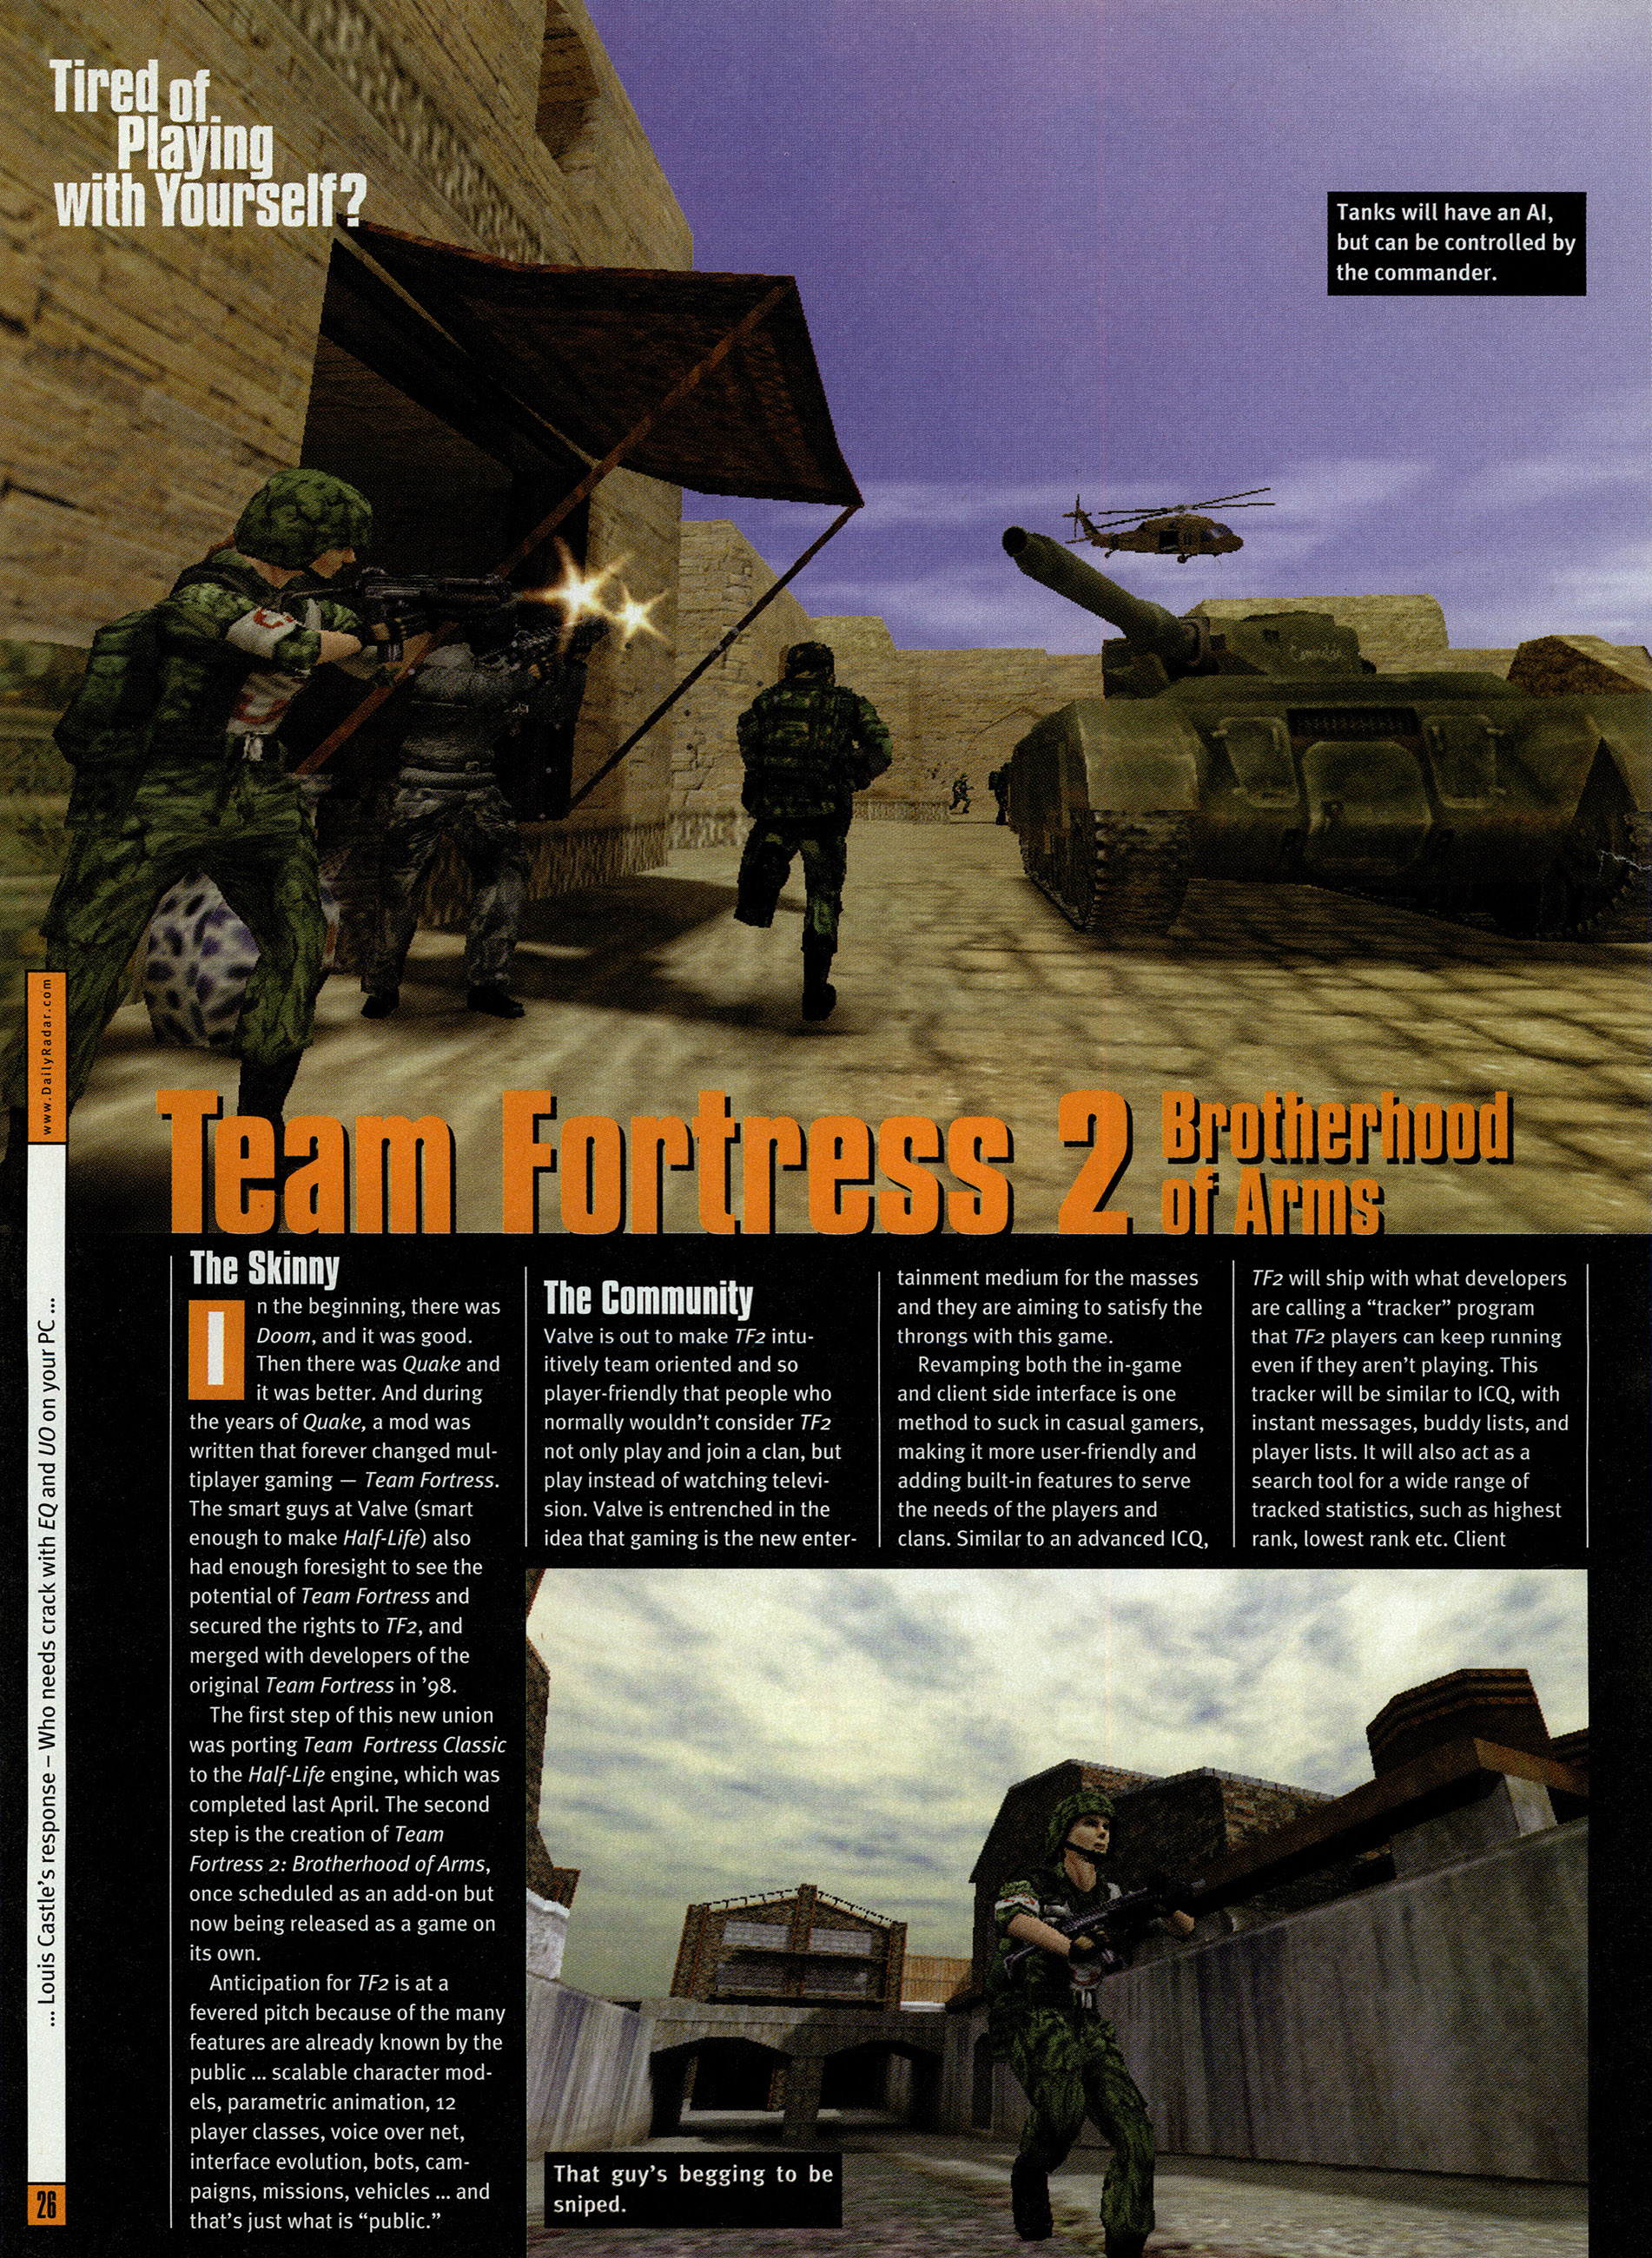 Tired of
Playing
with Yourself?
Tanks will have an AI,
but can be controlled by
the commander.
www.DailyRadar.com
Team Fortress 2 Brotherhood
of Arms
The Skinny
In the beginning, there was
Doom, and it was good.
Then there was Quake and
it was better. And during
the years of Quake, a mod was
written that forever changed mul-
tiplayer gaming — Team Fortress.
The smart guys at Valve (smart
enough to make Half-Life) also
had enough foresight to see the
potential of Team Fortress and
secured the rights to TF2, and
merged with developers of the
original Team Fortress in ’98.
The first step of this new union
was porting Team Fortress Classic
to the Half-Life engine, which was
completed last April. The second
step is the creation of Team
Fortress 2: Brotherhood of Arms,
once scheduled as an add-on but
now being released as a game on
its own.
Anticipation for TF2 is at a
fevered pitch because of the many
features are already known by the
public ... scalable character mod-
els, parametric animation, 12
player classes, voice over net,
interface evolution, bots, cam-
paigns, missions, vehicles ... and
that’s just what is “public.”
The Community
Valve is out to make TF2 intu-
itively team oriented and so
player-friendly that people who
normally wouldn’t consider TF2
not only play and join a clan, but
play instead of watching televi-
sion. Valve is entrenched in the
idea that gaming is the new enter-
tainment medium for the masses
and they are aiming to satisfy the
throngs with this game.
Revamping both the in-game
and client side interface is one
method to suck in casual gamers,
making it more user-friendly and
adding built-in features to serve
the needs of the players and
clans. Similar to an advanced ICQ,
TF2 will ship with what developers
are calling a “tracker” program
that TF2 players can keep running
even if they aren’t playing. This
tracker will be similar to ICQ, with
instant messages, buddy lists, and
player lists. It will also act as a
search tool for a wide range of
tracked statistics, such as highest
rank, lowest rank etc. Client
That guy’s begging to be
sniped.
... Louis Castle’s response – Who needs crack with EQ and UO on your PC ...
26